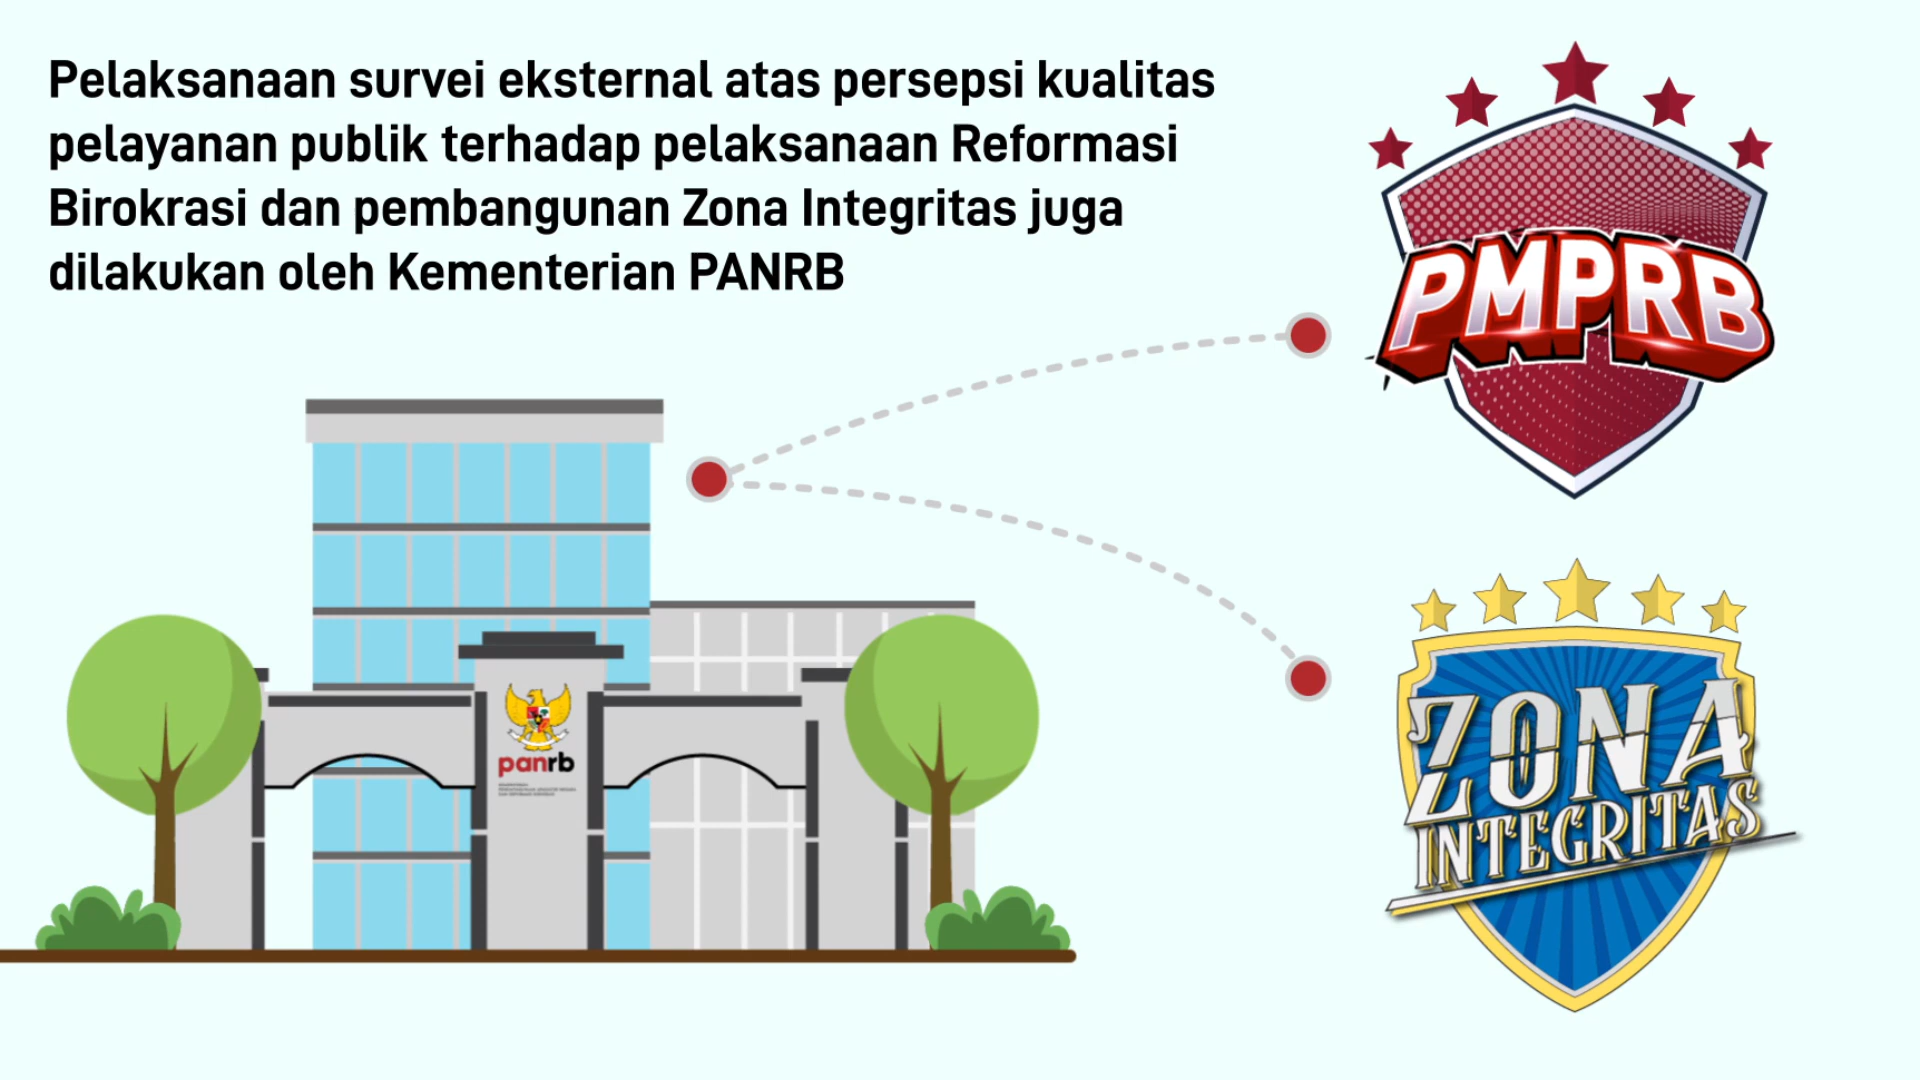 Pelaksanaan survei eksternal atas persepsi kualitas
pelayanan publik terhadap pelaksanaan Reformasi
Birokrasi dan pembangunan Zona Integritas juga
dilakukan oleh Kementerian PANRB
PMPRB
panrb
ZONA
INTEGRITAS